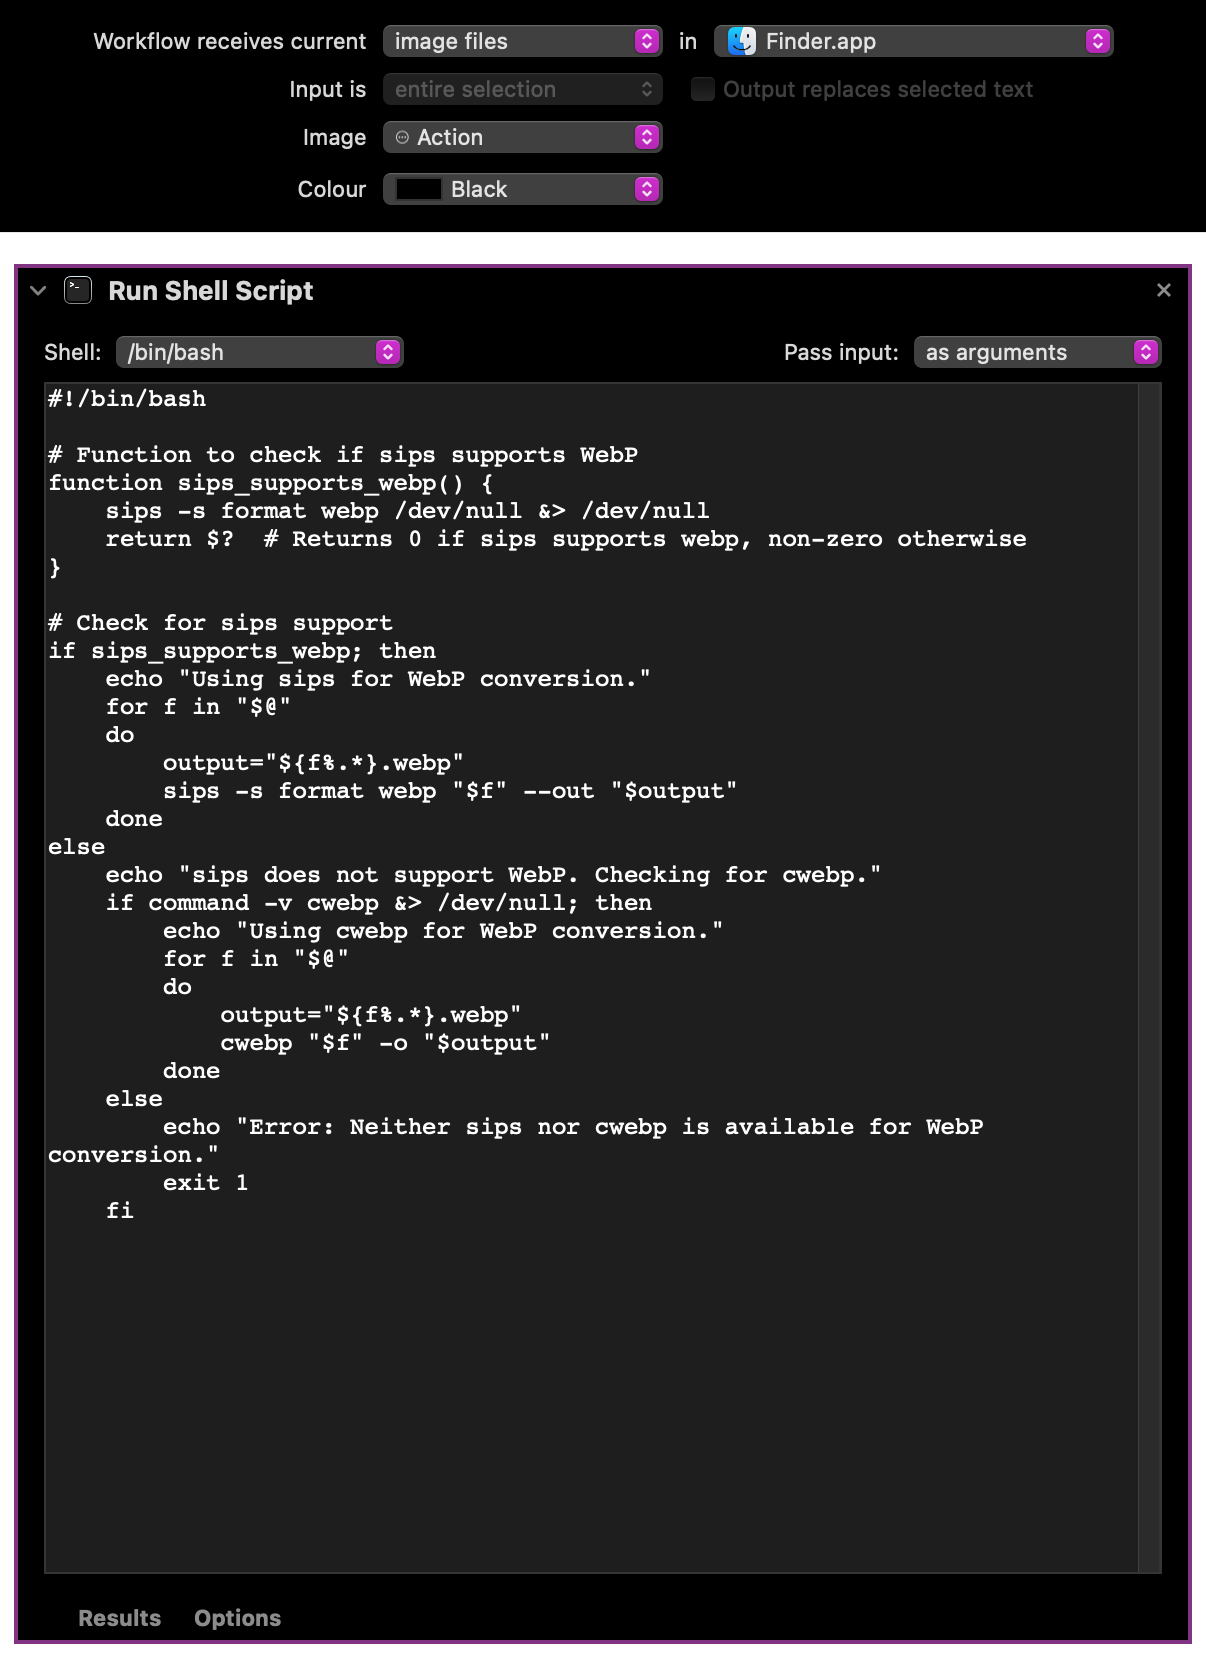 Workflow receives current image files in Finder.app
Input is entire selection Output replaces selected text
Image Action
Colour Black
Run Shell Script
Shell: /bin/bash Pass input: as arguments
#!/bin/bash
# Function to check if sips supports WebP
function sips_supports_webp() {
    sips -s format webp /dev/null &> /dev/null
    return $?  # Returns 0 if sips supports webp, non-zero otherwise
}
# Check for sips support
if sips_supports_webp; then
    echo "Using sips for WebP conversion."
    for f in "$@"
    do
        output="${f%.*}.webp"
        sips -s format webp "$f" --out "$output"
    done
else
    echo "sips does not support WebP. Checking for cwebp."
    if command -v cwebp &> /dev/null; then
        echo "Using cwebp for WebP conversion."
        for f in "$@"
        do
            output="${f%.*}.webp"
            cwebp "$f" -o "$output"
        done
    else
        echo "Error: Neither sips nor cwebp is available for WebP
conversion."
        exit 1
    fi
Results Options